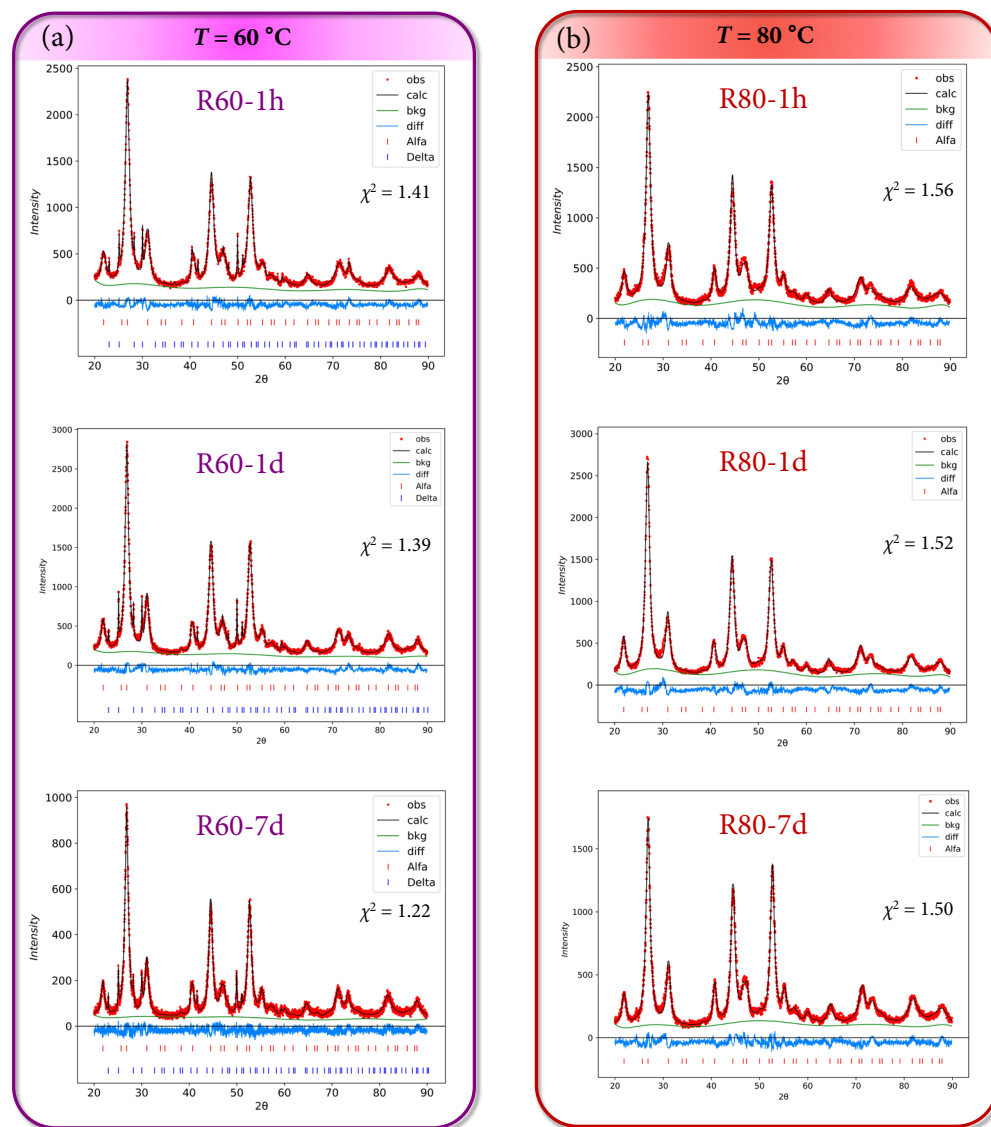 (a)
T = 60 °C
2500
2000
1500
1000
500
0
Intensity
R60-1h
obs
calc
bkg
diff
Alfa
Delta
χ² = 1.41
20 30 40 50 60 70 80 90
2θ
3000
2500
2000
1500
1000
500
0
Intensity
R60-1d
obs
calc
bkg
diff
Alfa
Delta
χ² = 1.39
20 30 40 50 60 70 80 90
2θ
1000
800
600
400
200
0
Intensity
R60-7d
obs
calc
bkg
diff
Alfa
Delta
χ² = 1.22
20 30 40 50 60 70 80 90
2θ
(b)
T = 80 °C
2500
2000
1500
1000
500
0
Intensity
R80-1h
obs
calc
bkg
diff
Alfa
χ² = 1.56
20 30 40 50 60 70 80 90
2θ
3000
2500
2000
1500
1000
500
0
Intensity
R80-1d
obs
calc
bkg
diff
Alfa
χ² = 1.52
20 30 40 50 60 70 80 90
2θ
1500
1000
500
0
Intensity
R80-7d
obs
calc
bkg
diff
Alfa
χ² = 1.50
20 30 40 50 60 70 80 90
2θ